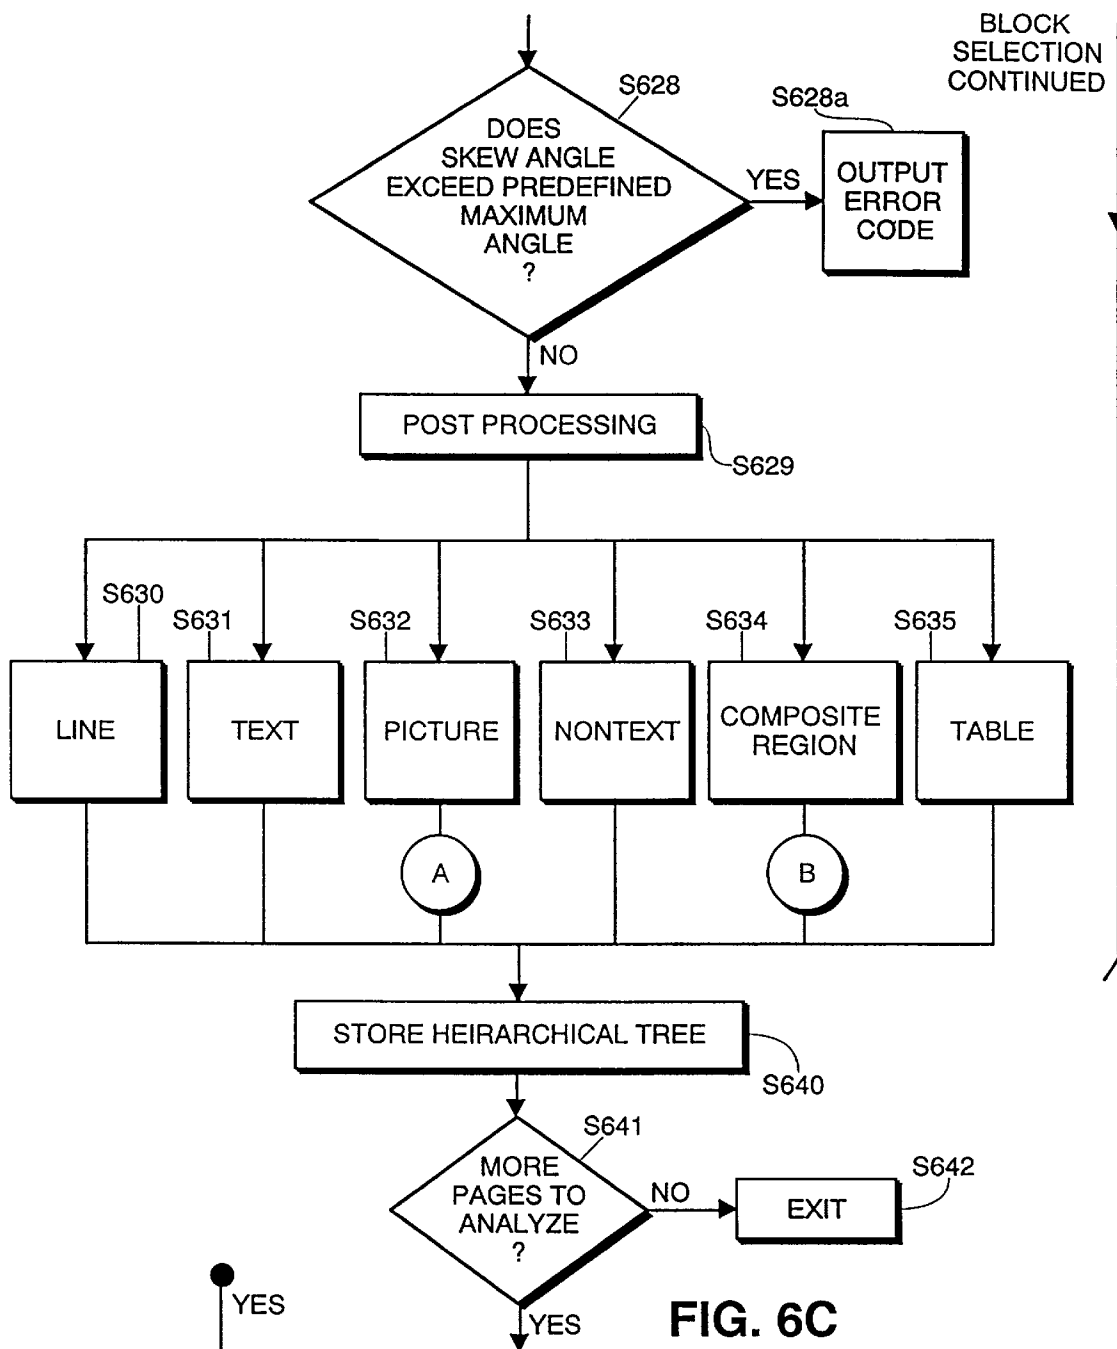 BLOCK
SELECTION
CONTINUED
S628
S628a
DOES
SKEW ANGLE
EXCEED PREDEFINED
MAXIMUM
ANGLE
?
YES
OUTPUT
ERROR
CODE
NO
POST PROCESSING
S629
S630
S631
S632
S633
S634
S635
LINE
TEXT
PICTURE
NONTEXT
COMPOSITE
REGION
TABLE
A
B
STORE HEIRARCHICAL TREE
S640
S641
MORE
PAGES TO
ANALYZE
?
NO
S642
EXIT
YES
YES
FIG. 6C